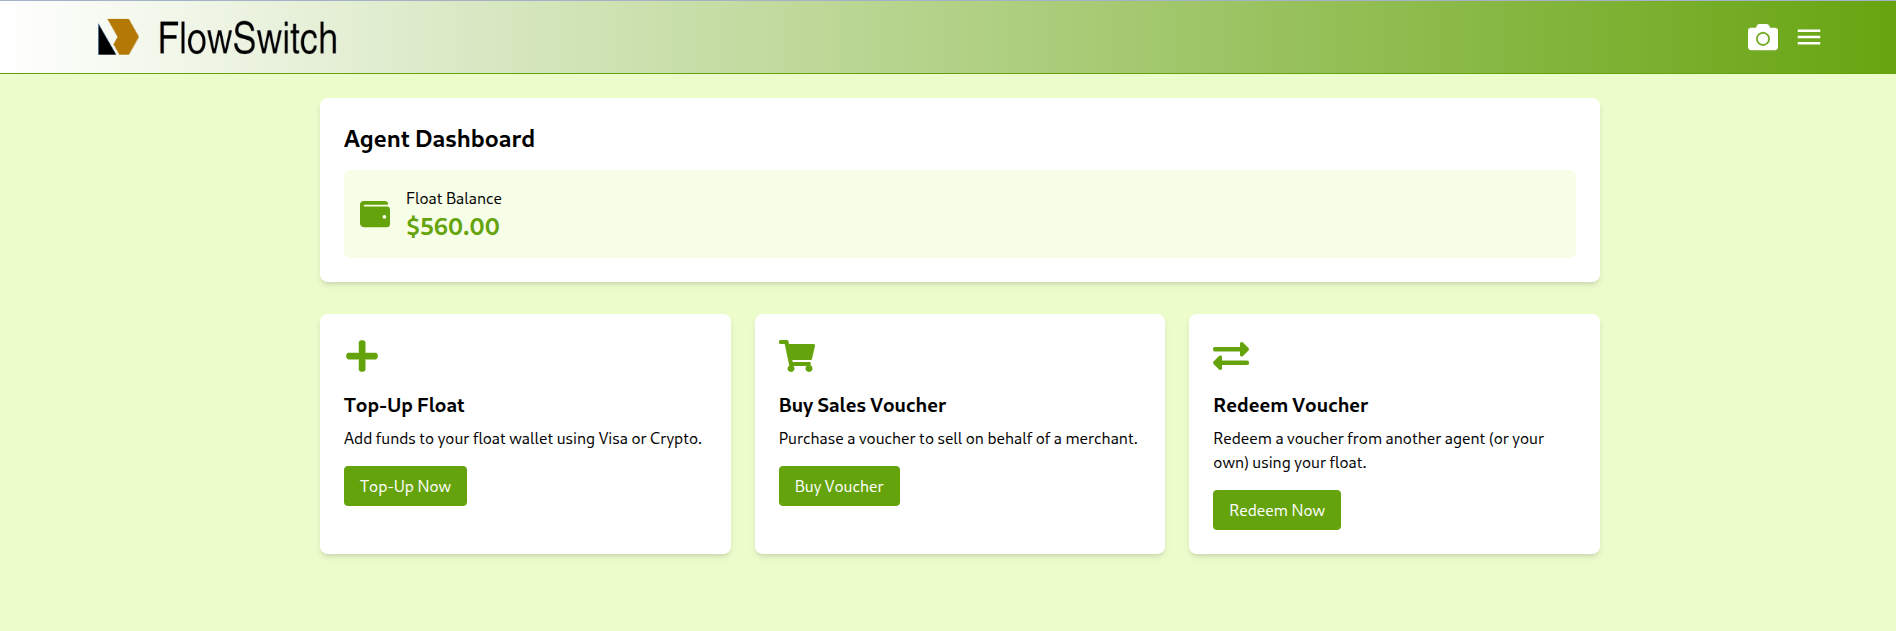 FlowSwitch
Agent Dashboard
Float Balance
$560.00
Top-Up Float
Add funds to your float wallet using Visa or Crypto.
Top-Up Now
Buy Sales Voucher
Purchase a voucher to sell on behalf of a merchant.
Buy Voucher
Redeem Voucher
Redeem a voucher from another agent (or your
own) using your float.
Redeem Now